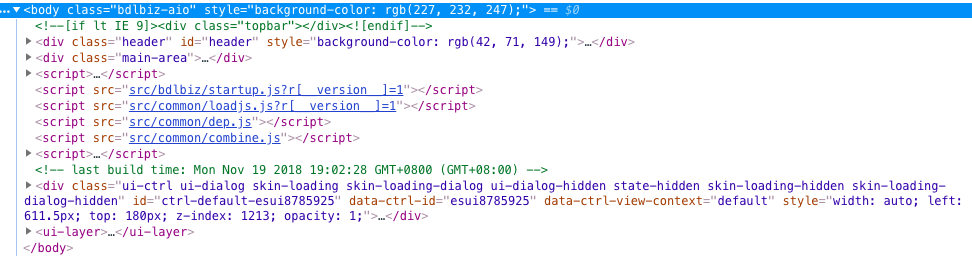 …▼<body class="bdlbiz-aio" style="background-color: rgb(227, 232, 247);"> == $0
<!--[if lt IE 9]><div class="topbar"></div><![endif]-->
▶<div class="header" id="header" style="background-color: rgb(42, 71, 149);">…</div>
▶<div class="main-area">…</div>
▶<script>…</script>
<script src="src/bdlbiz/startup.js?r[__version__]=1"></script>
<script src="src/common/loadjs.js?r[__version__]=1"></script>
<script src="src/common/dep.js"></script>
<script src="src/common/combine.js"></script>
▶<script>…</script>
<!-- last build time: Mon Nov 19 2018 19:02:28 GMT+0800 (GMT+08:00) -->
▶<div class="ui-ctrl ui-dialog skin-loading skin-loading-dialog ui-dialog-hidden state-hidden skin-loading-hidden skin-loading-
dialog-hidden" id="ctrl-default-esui8785925" data-ctrl-id="esui8785925" data-ctrl-view-context="default" style="width: auto; left:
611.5px; top: 180px; z-index: 1213; opacity: 1;">…</div>
▶<ui-layer>…</ui-layer>
</body>